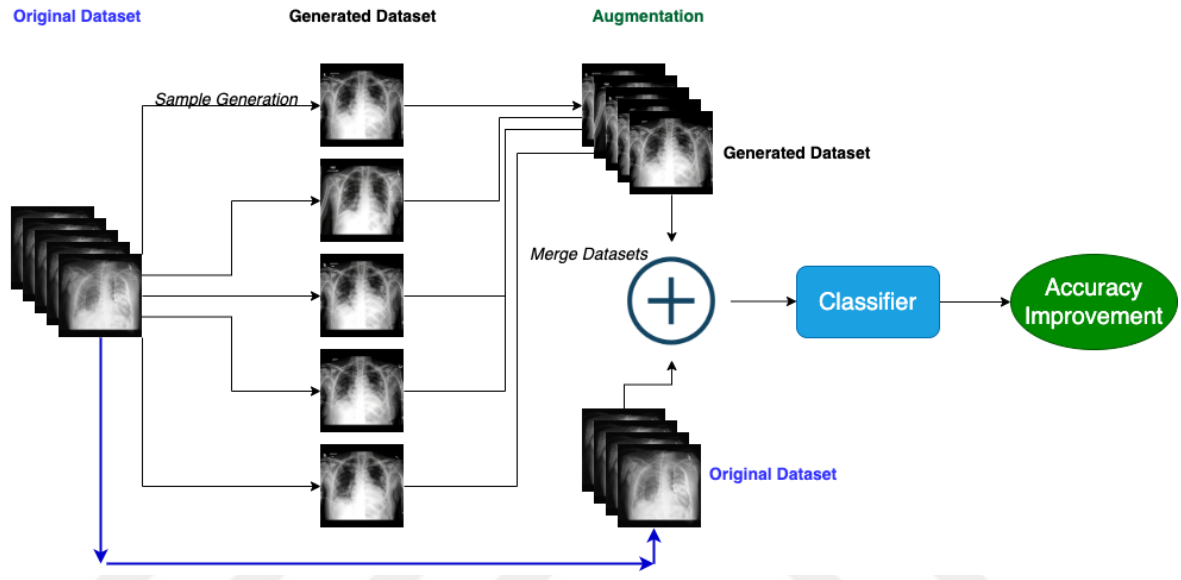 Original Dataset
Generated Dataset
Augmentation
Sample Generation
Generated Dataset
Merge Datasets
Classifier
Accuracy
Improvement
Original Dataset